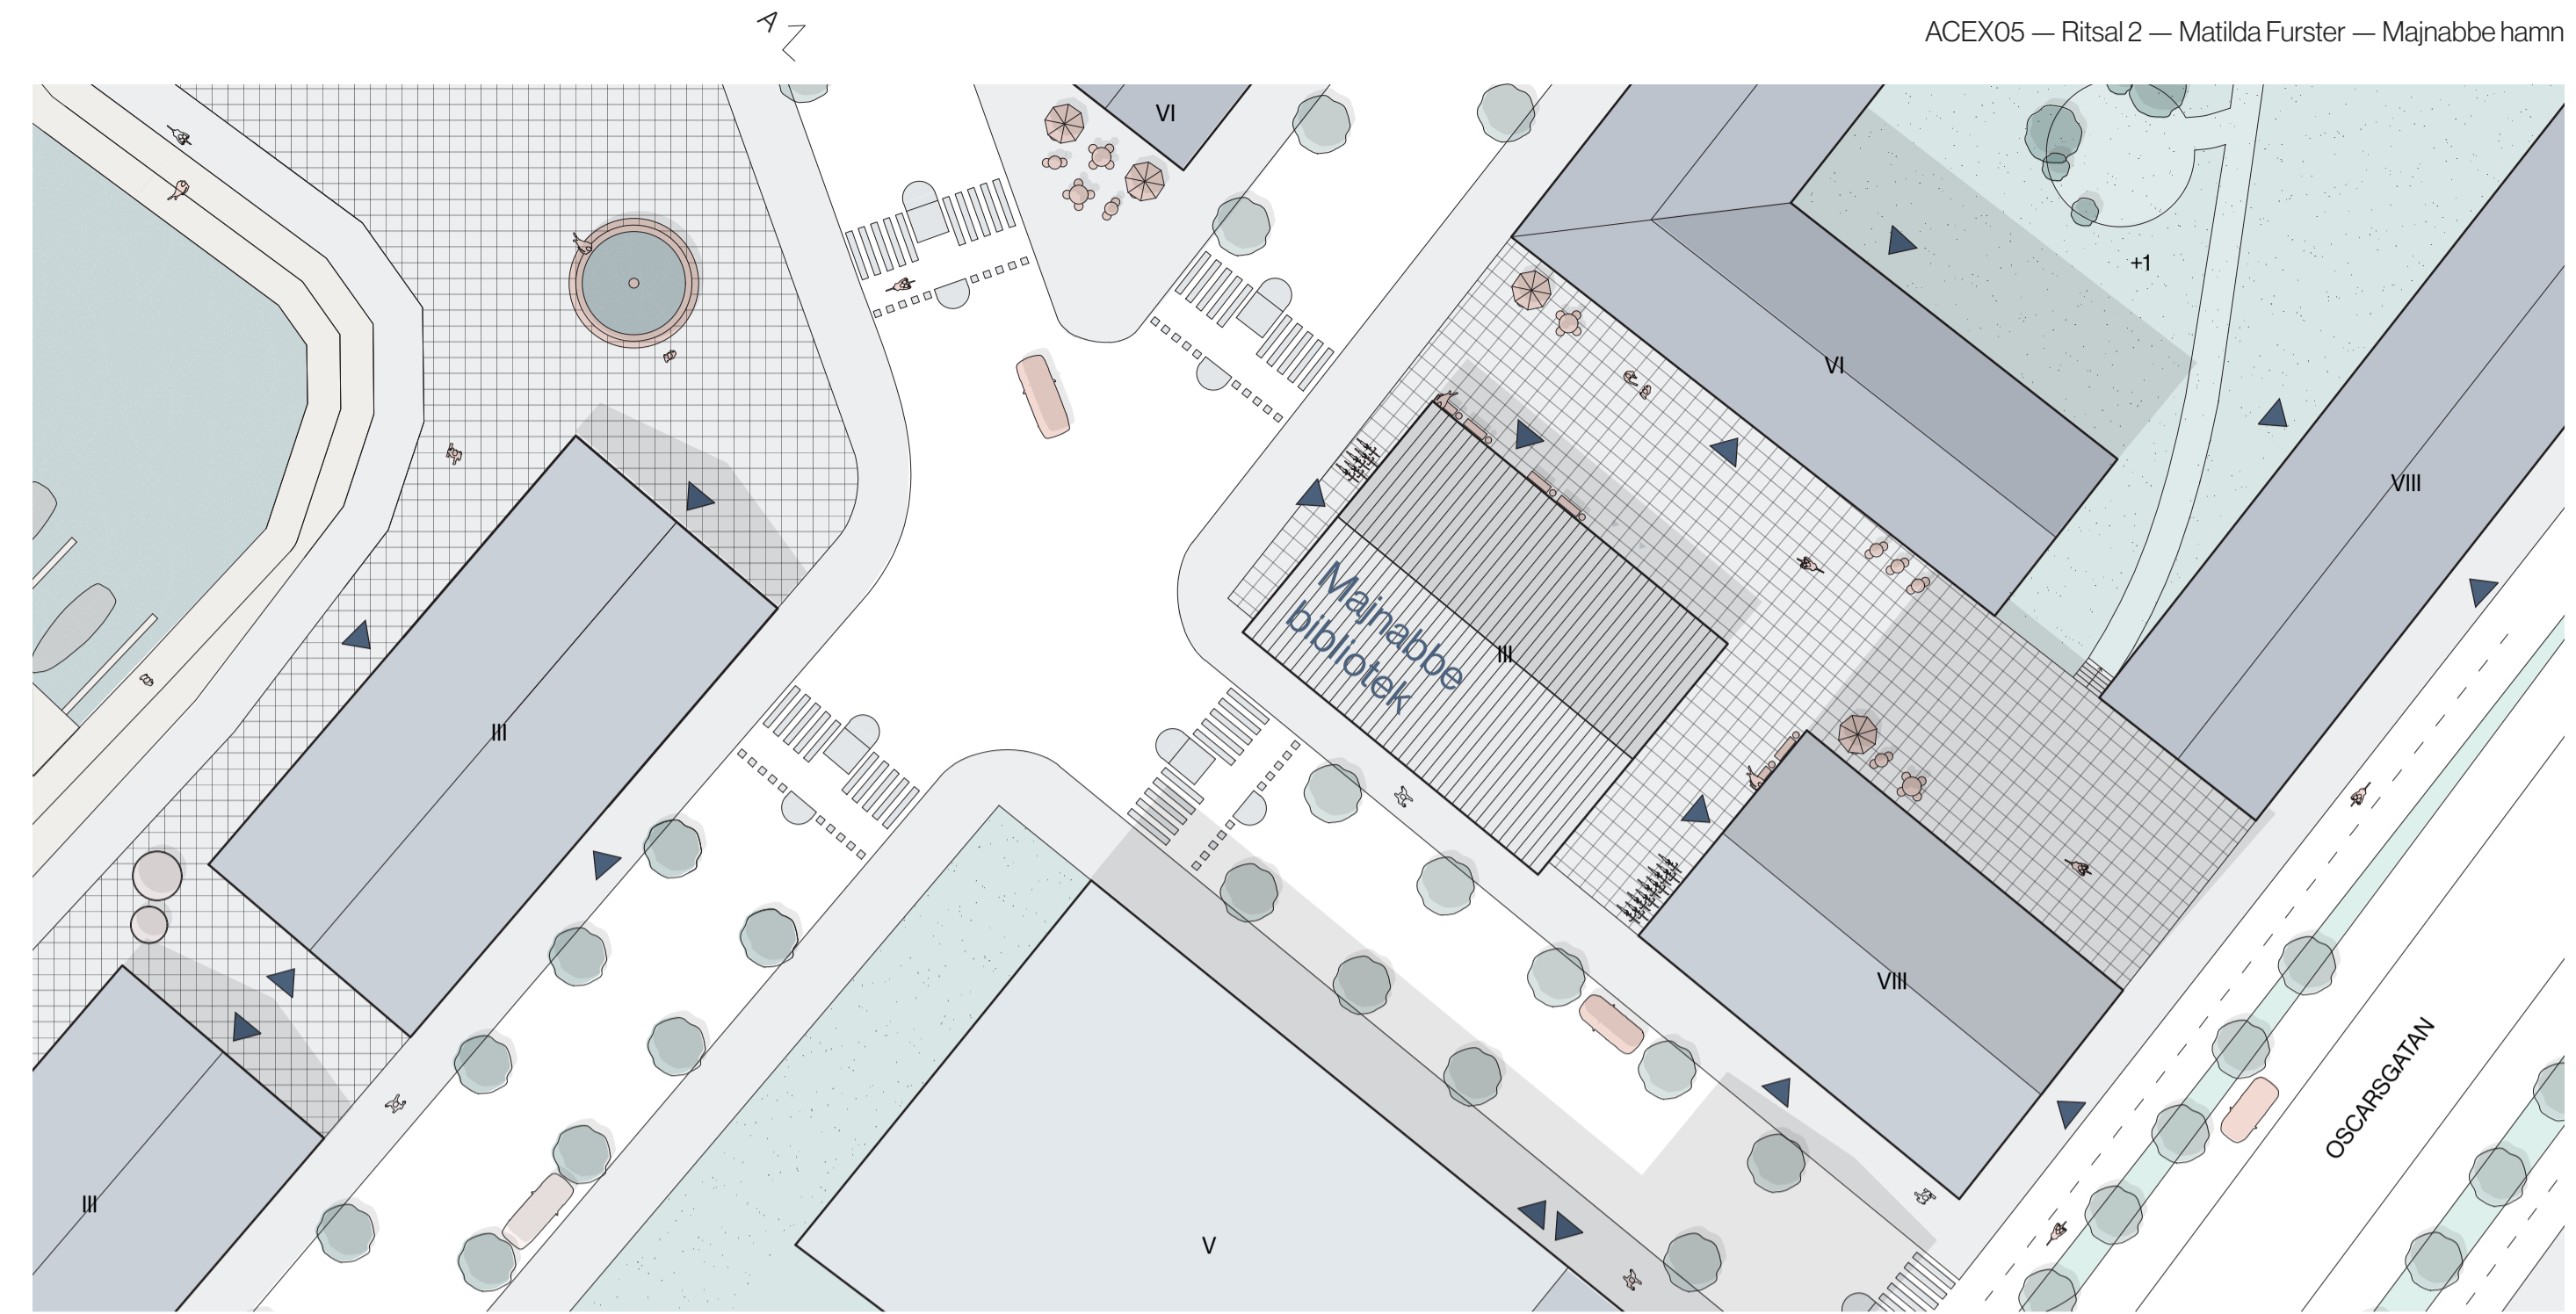 A
ACEX05 — Ritsal 2 — Matilda Furster — Majnabbe hamn
VI
+1
VI
VIII
Majnabbe
bibliotek
III
III
VIII
OSCARSGATAN
III
V